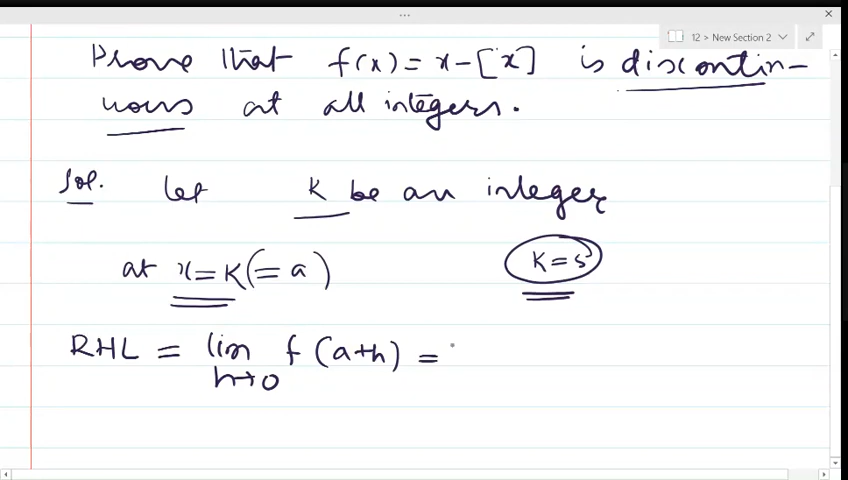 12 > New Section 2
Prove that f(x) = x - [x] is discontin-
uous at all integers.
Sol. Let K be an integer
at x = K (= a) K = 5
RHL = lim f(a+h) =
h→0